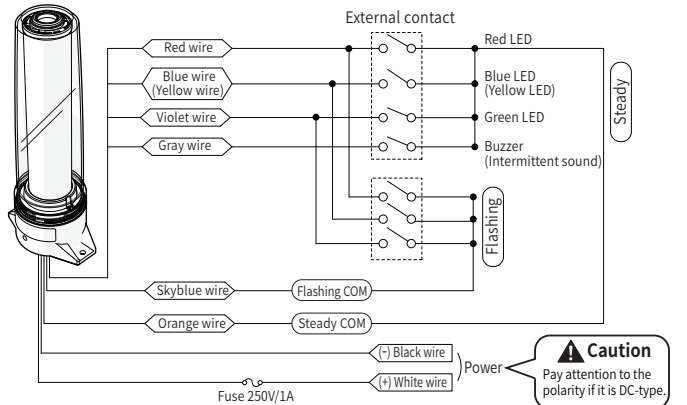 External contact
Red wire
Red LED
Blue wire
(Yellow wire)
Blue LED
(Yellow LED)
Violet wire
Green LED
Gray wire
Buzzer
(Intermittent sound)
Steady
Flashing
Skyblue wire
Flashing COM
Orange wire
Steady COM
(-) Black wire
(+) White wire
Power
Fuse 250V/1A
Caution
Pay attention to the
polarity if it is DC-type.